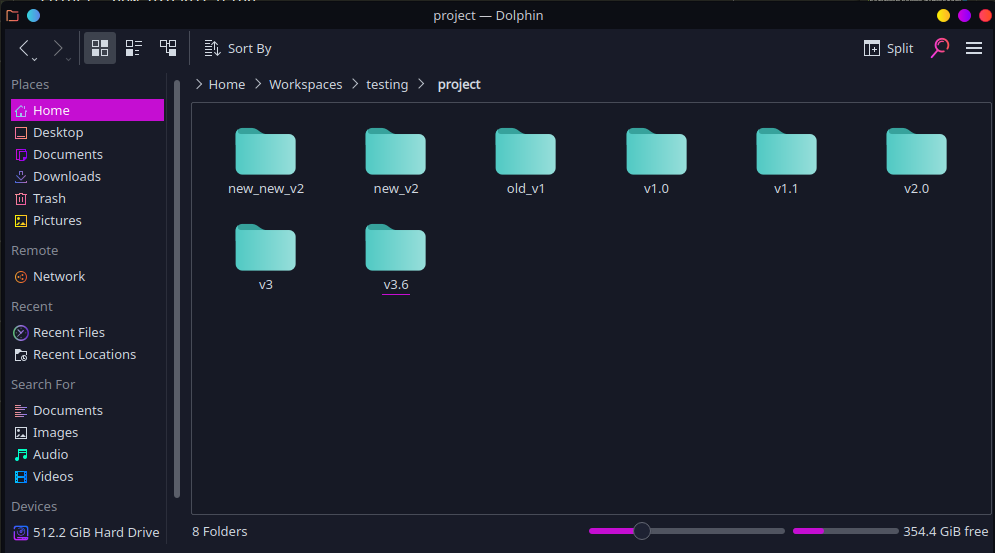 project — Dolphin
Sort By
Split
Places
Home
Desktop
Documents
Downloads
Trash
Pictures
Remote
Network
Recent
Recent Files
Recent Locations
Search For
Documents
Images
Audio
Videos
Devices
512.2 GiB Hard Drive
Home Workspaces testing project
new_new_v2 new_v2 old_v1 v1.0 v1.1 v2.0
v3 v3.6
8 Folders
354.4 GiB free